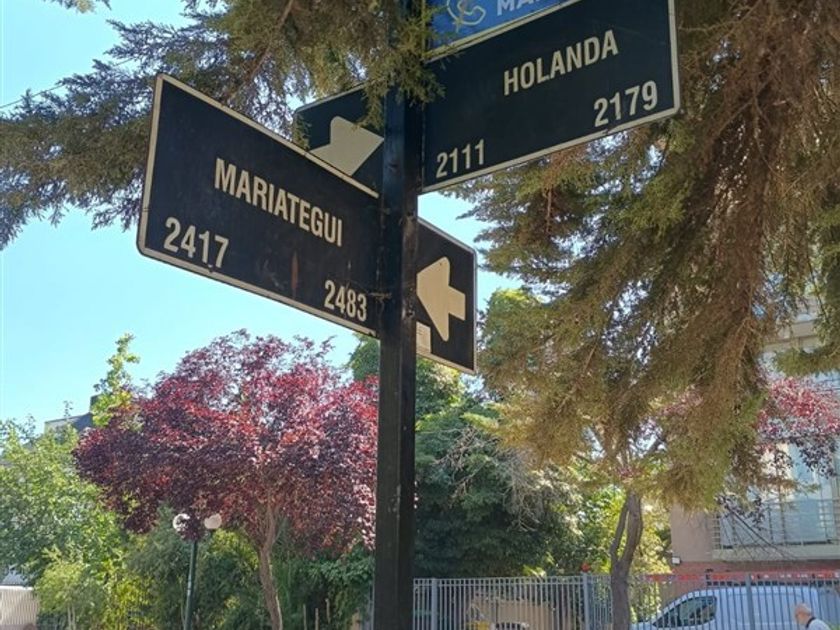 HOLANDA
2111 2179
MARIATEGUI
2417 2483